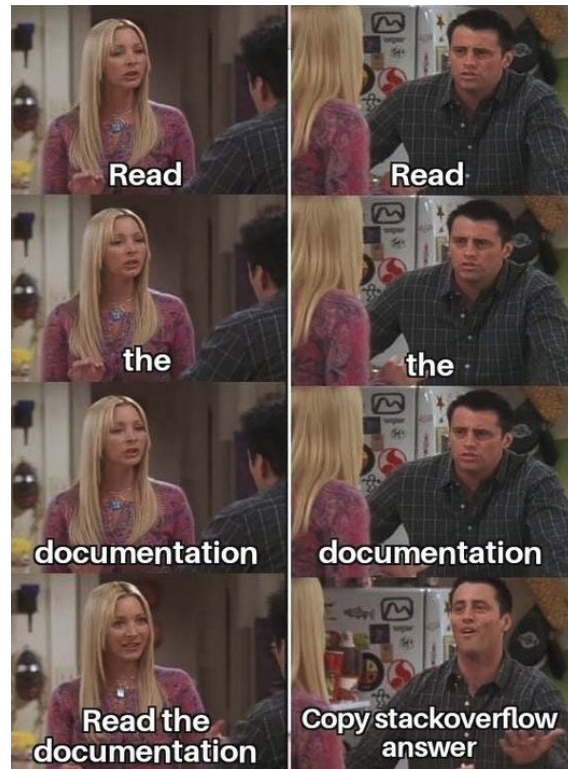 Read
Read
the
the
documentation
documentation
Read the
documentation
Copy stackoverflow
answer